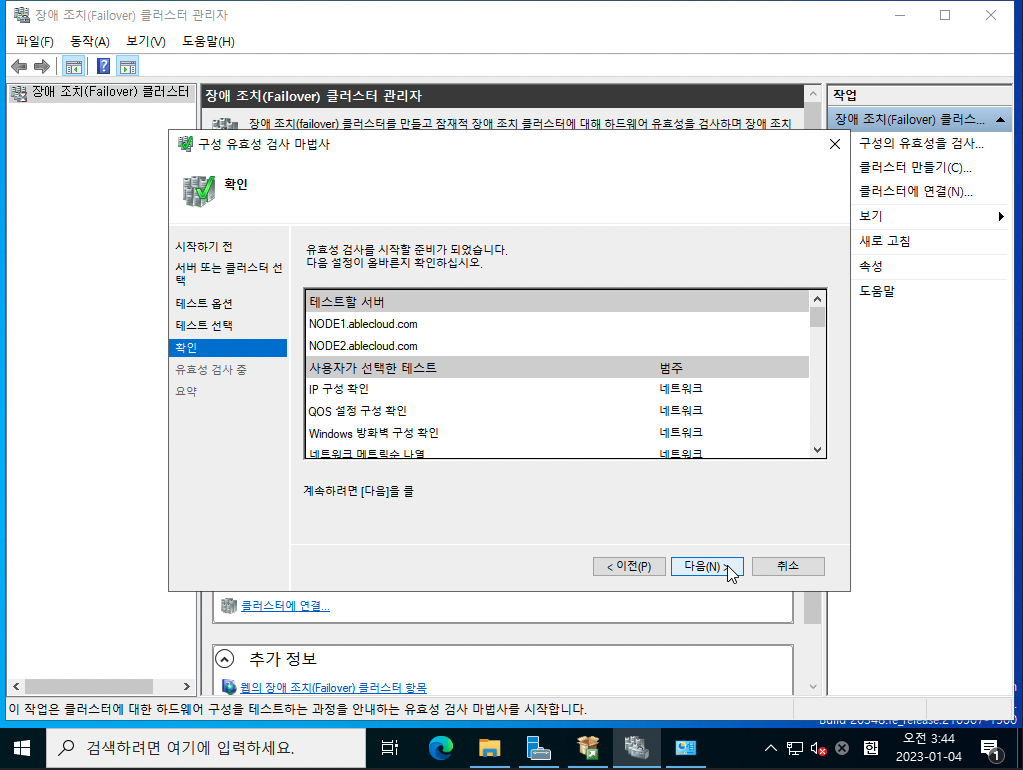 장애 조치(Failover) 클러스터 관리자
파일(F) 동작(A) 보기(V) 도움말(H)
장애 조치(Failover) 클러스터
장애 조치(Failover) 클러스터 관리자
장애 조치(failover) 클러스터를 만들고 잠재적 장애 조치 클러스터에 대해 하드웨어 유효성을 검사하며 장애 조치
구성 유효성 검사 마법사
확인
시작하기 전
서버 또는 클러스터 선
택
테스트 옵션
테스트 선택
확인
유효성 검사 중
요약
유효성 검사를 시작할 준비가 되었습니다.
다음 설정이 올바른지 확인하십시오.
테스트할 서버
NODE1.ablecloud.com
NODE2.ablecloud.com
사용자가 선택한 테스트 범주
IP 구성 확인 네트워크
QOS 설정 구성 확인 네트워크
Windows 방화벽 구성 확인 네트워크
네트워크 메트릭순 나열 네트워크
계속하려면 [다음]을 클
< 이전(P) 다음(N) > 취소
클러스터에 연결...
추가 정보
웹의 장애 조치(Failover) 클러스터 항목
작업
장애 조치(Failover) 클러스...
구성의 유효성을 검사...
클러스터 만들기(C)...
클러스터에 연결(N)...
보기
새로 고침
속성
도움말
이 작업은 클러스터에 대한 하드웨어 구성을 테스트하는 과정을 안내하는 유효성 검사 마법사를 시작합니다.
검색하려면 여기에 입력하세요.
한
오전 3:44
2023-01-04
1